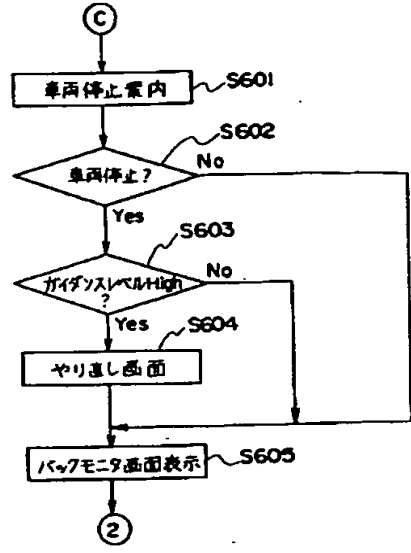 C
車両停止案内
S601
S602
車両停止?
No
Yes
S603
ガイダンスレベルHigh
?
No
Yes
S604
やり直し画面
バックモニタ画面表示
S605
2